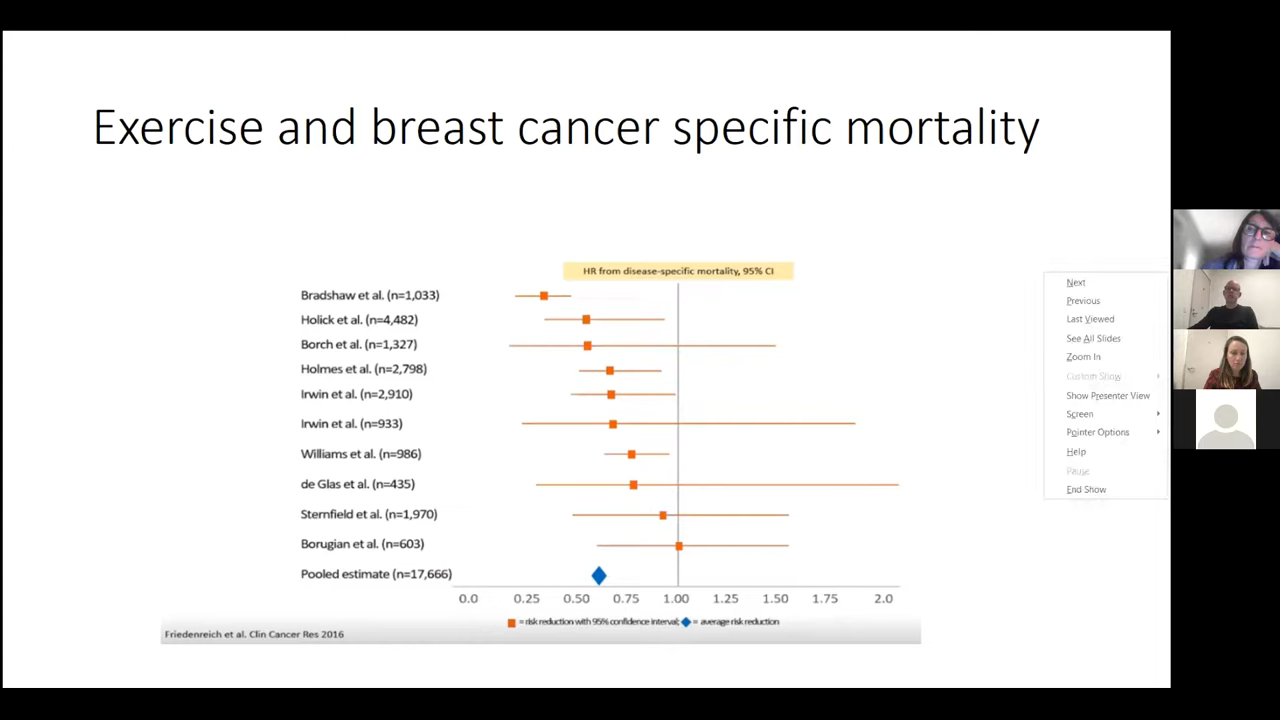 Exercise and breast cancer specific mortality
HR from disease-specific mortality, 95% CI
Bradshaw et al. (n=1,033)
Holick et al. (n=4,482)
Borch et al. (n=1,327)
Holmes et al. (n=2,798)
Irwin et al. (n=2,910)
Irwin et al. (n=933)
Williams et al. (n=986)
de Glas et al. (n=435)
Sternfield et al. (n=1,970)
Borugian et al. (n=603)
Pooled estimate (n=17,666)
0.0 0.25 0.50 0.75 1.00 1.25 1.50 1.75 2.0
= risk reduction with 95% confidence interval; = average risk reduction
Friedenreich et al. Clin Cancer Res 2016
Next
Previous
Last Viewed
See All Slides
Zoom In
Custom Show
Show Presenter View
Screen
Pointer Options
Help
Pause
End Show